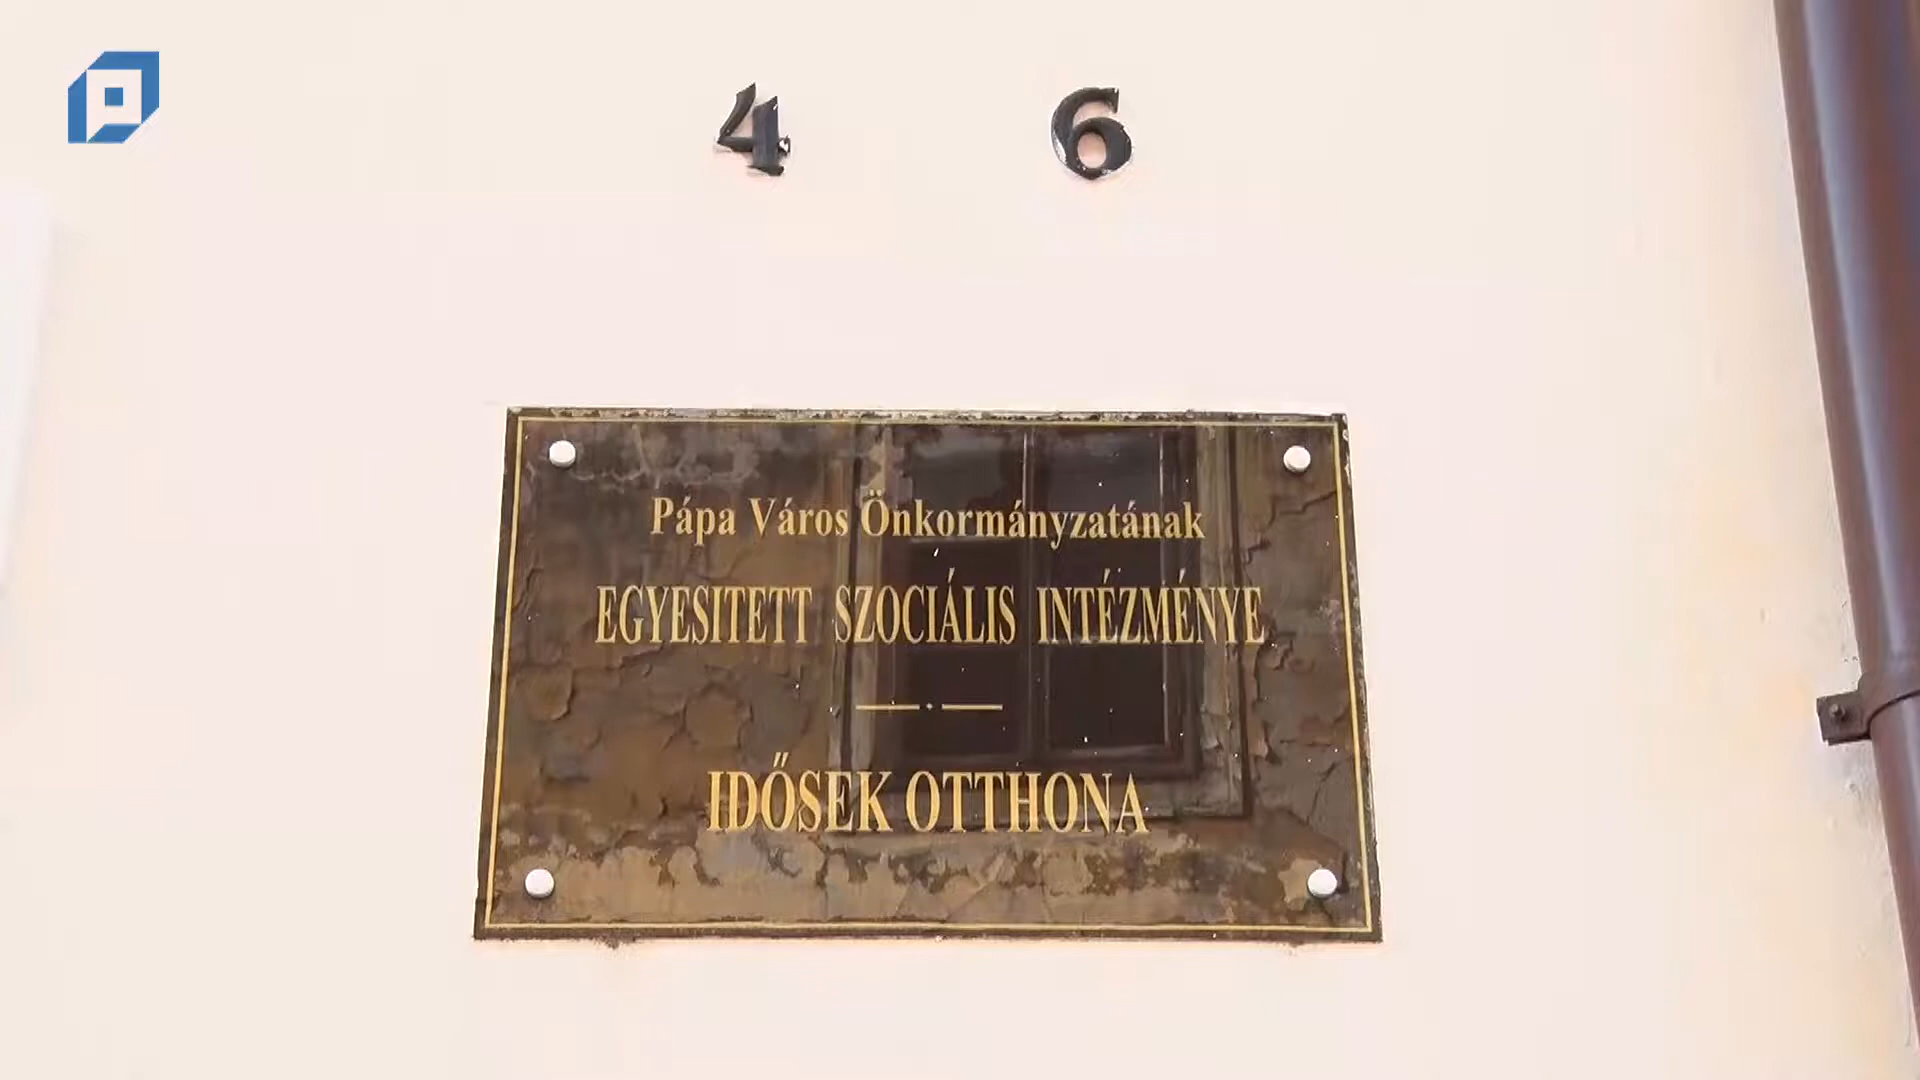 4 6
Pápa Város Önkormányzatának
EGYESITETT SZOCIÁLIS INTÉZMÉNYE
IDŐSEK OTTHONA